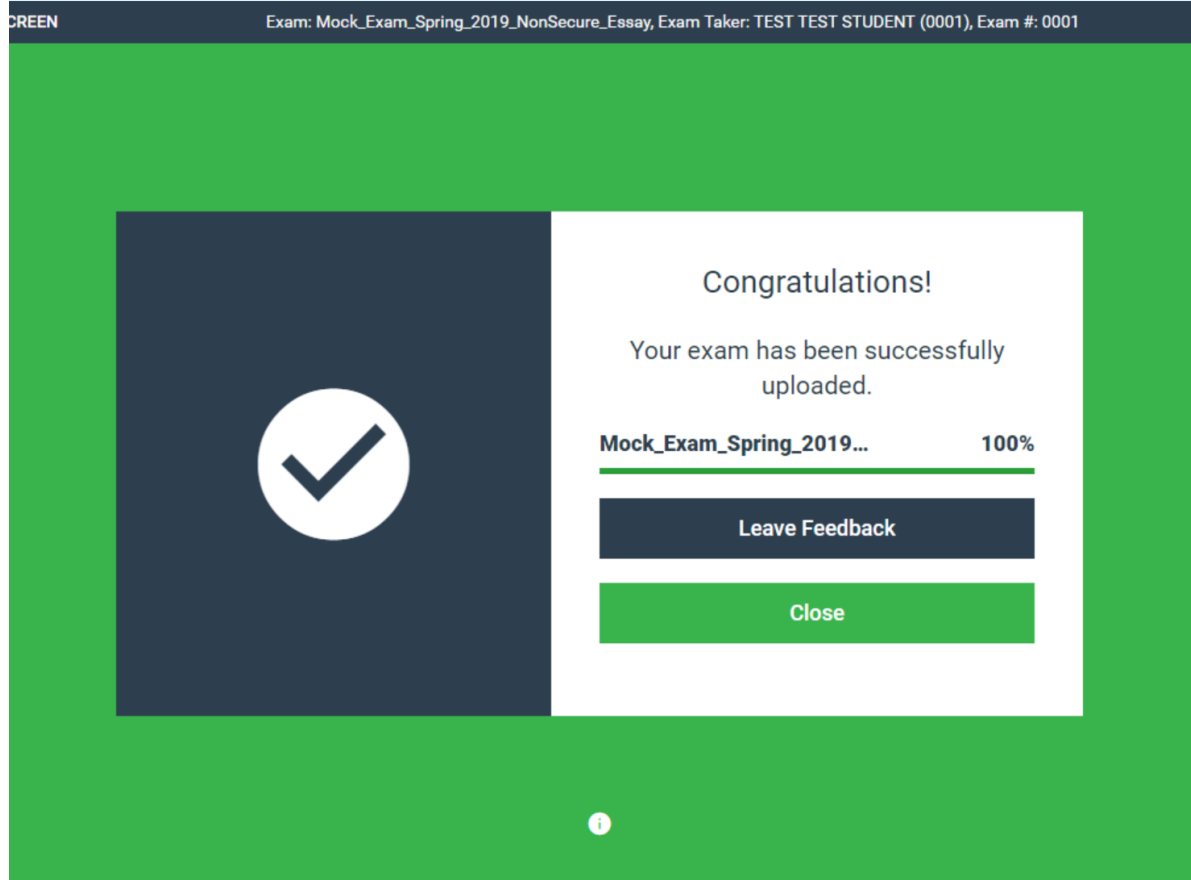 CREEN
Exam: Mock_Exam_Spring_2019_NonSecure_Essay, Exam Taker: TEST TEST STUDENT (0001), Exam #: 0001
Congratulations!
Your exam has been successfully
uploaded.
Mock_Exam_Spring_2019... 100%
Leave Feedback
Close
i